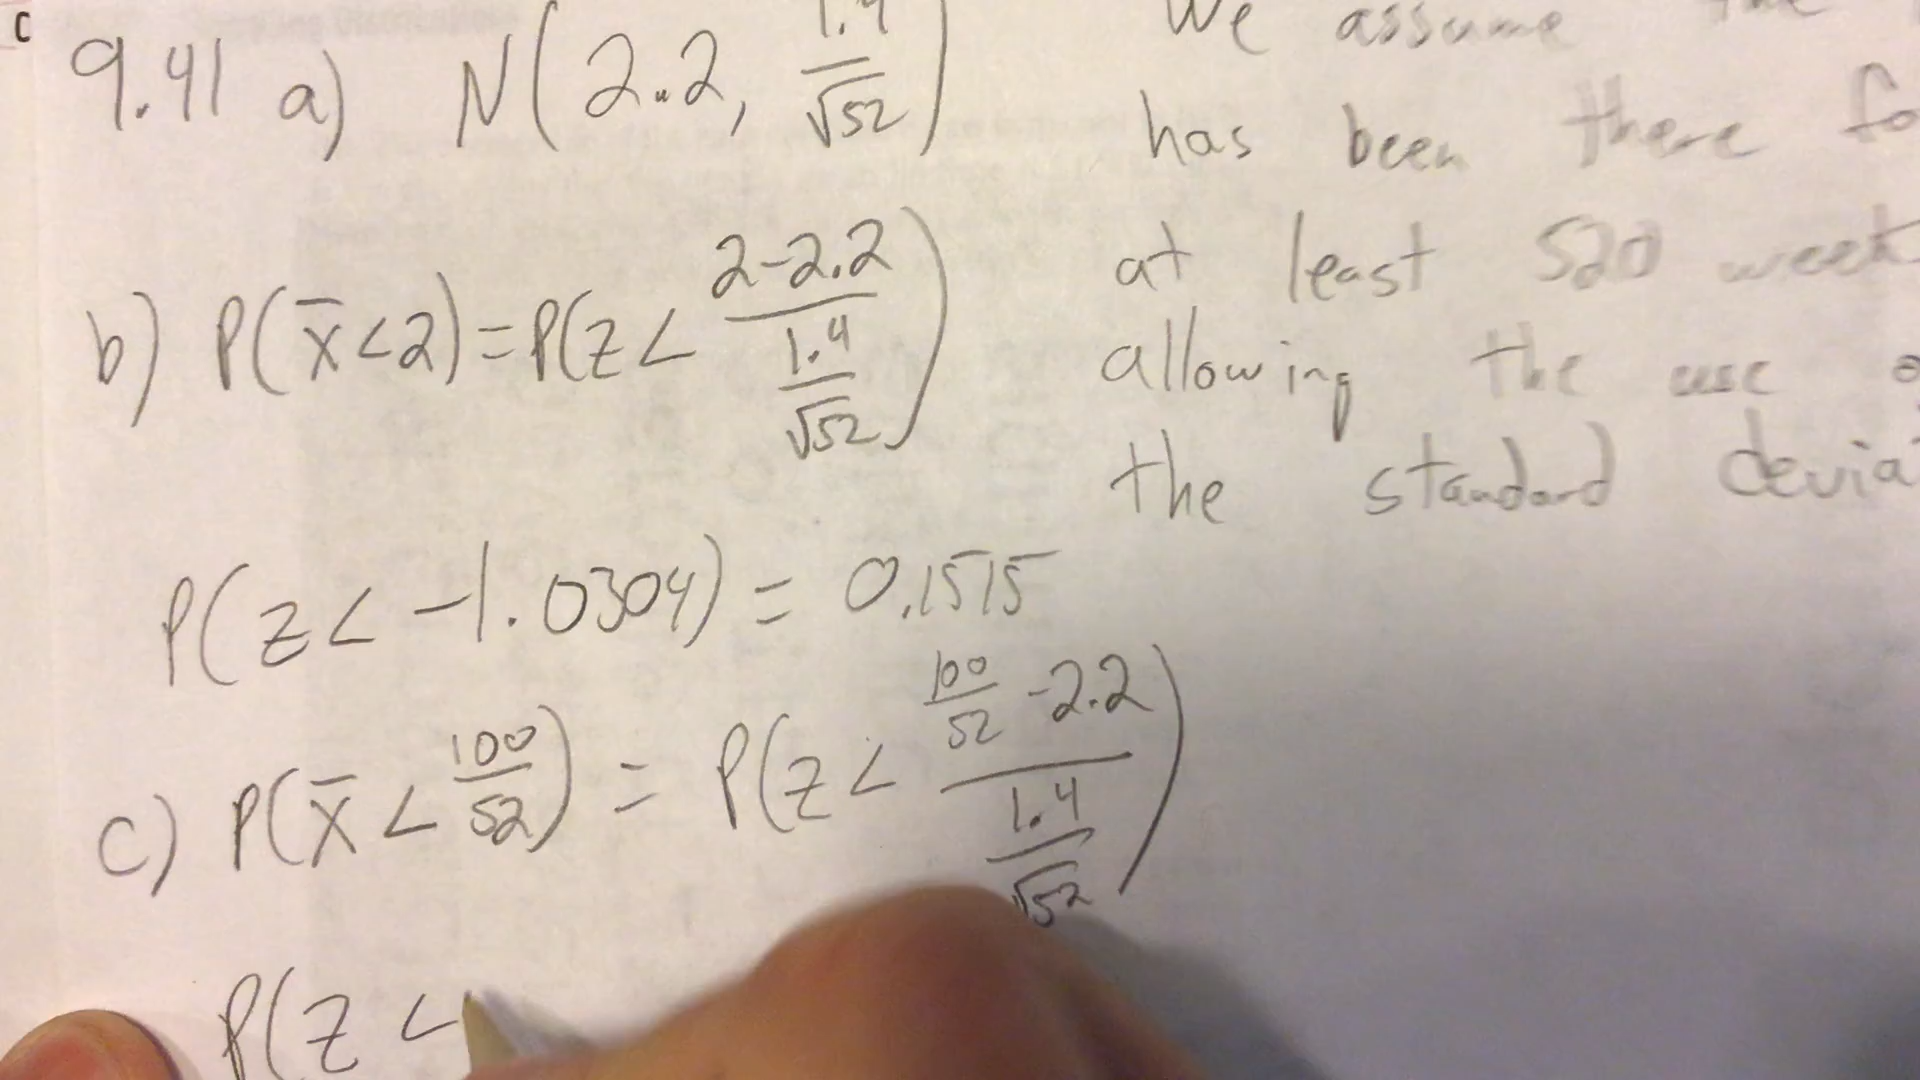 c
9.41 a) N(2.2, 1.4/√52)
We assume the
has been there fo
at least 520 week
allowing the use o
the standard devia
b) P(x̄<2)=P(z< (2-2.2)/(1.4/√52))
P(z< -1.0304) = 0.1515
c) P(x̄ < 100/52) = P(z < (100/52 -2.2)/(1.4/√52))
P(z <